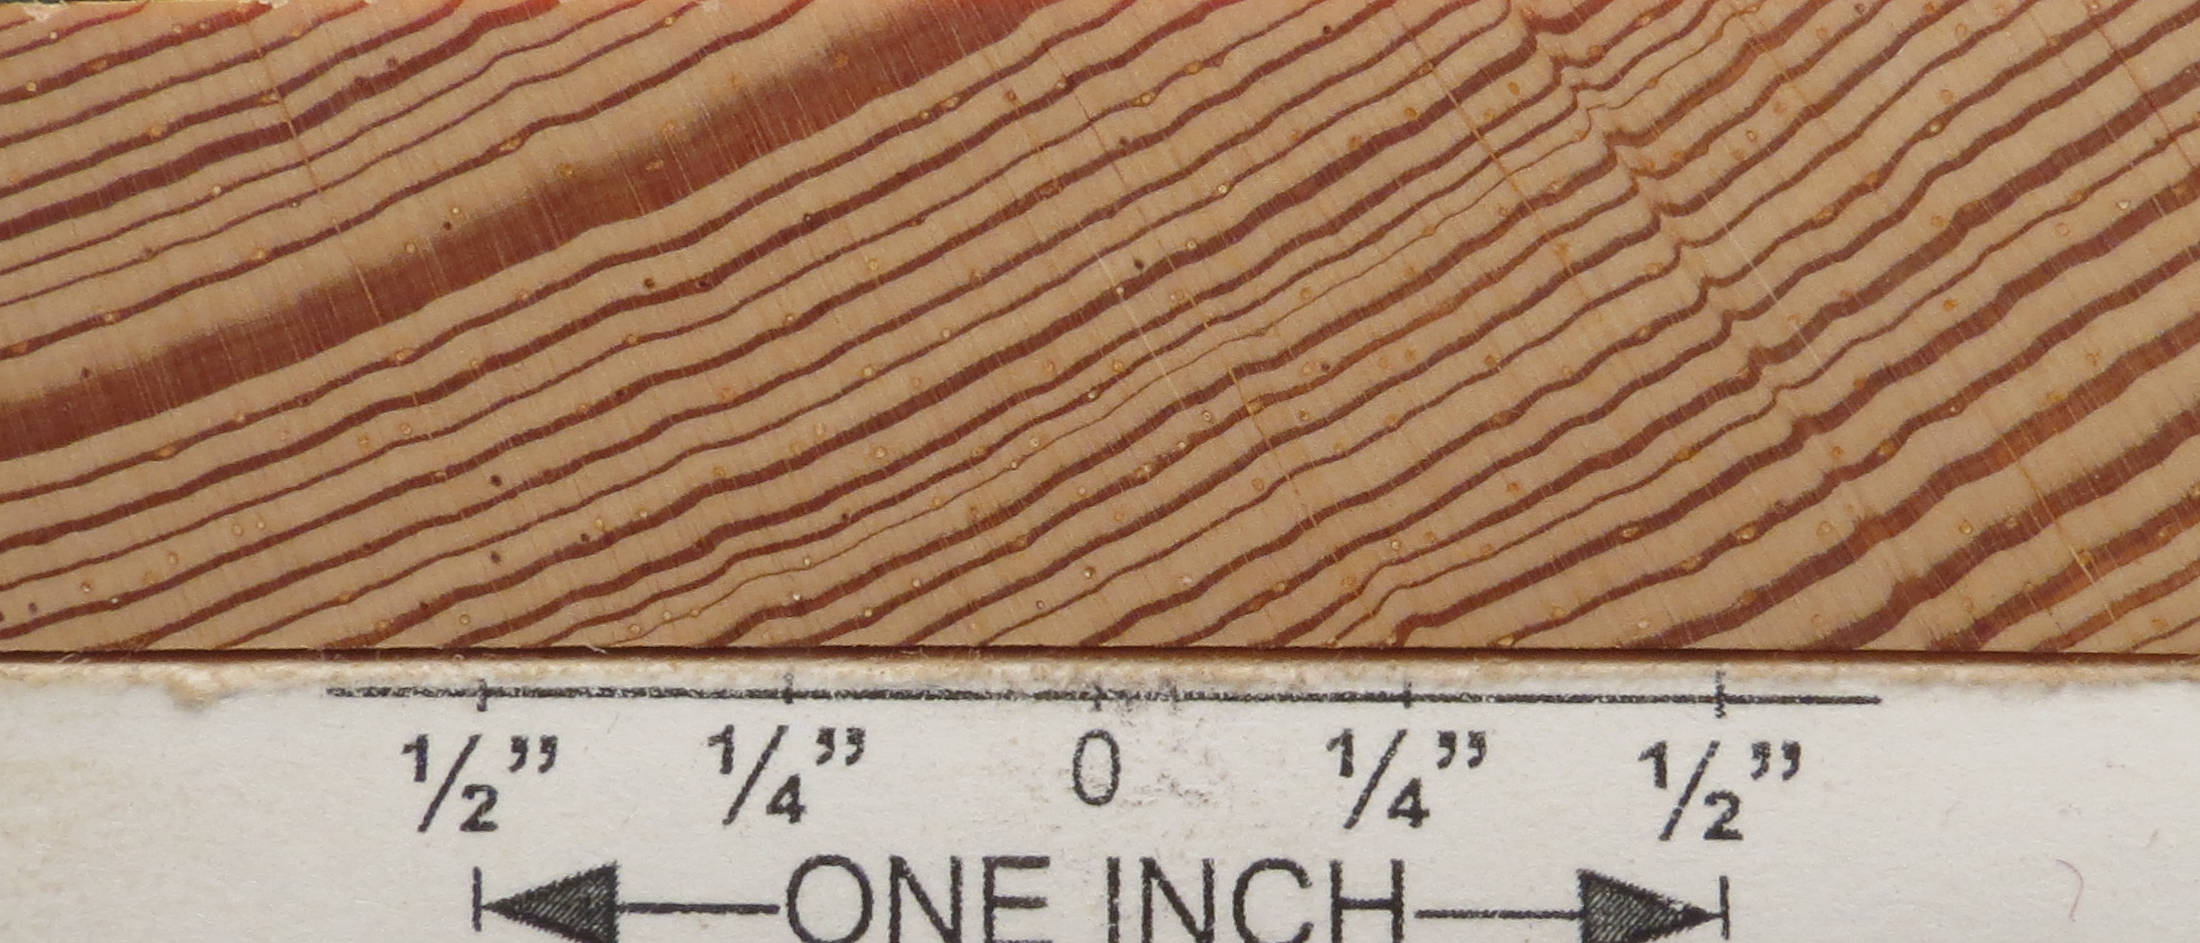 1/2” 1/4” 0 1/4” 1/2”
ONE INCH